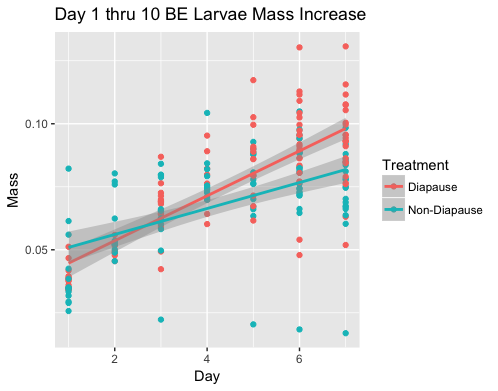 Day 1 thru 10 BE Larvae Mass Increase
0.10
0.05
Mass
2
4
6
Day
Treatment
Diapause
Non-Diapause